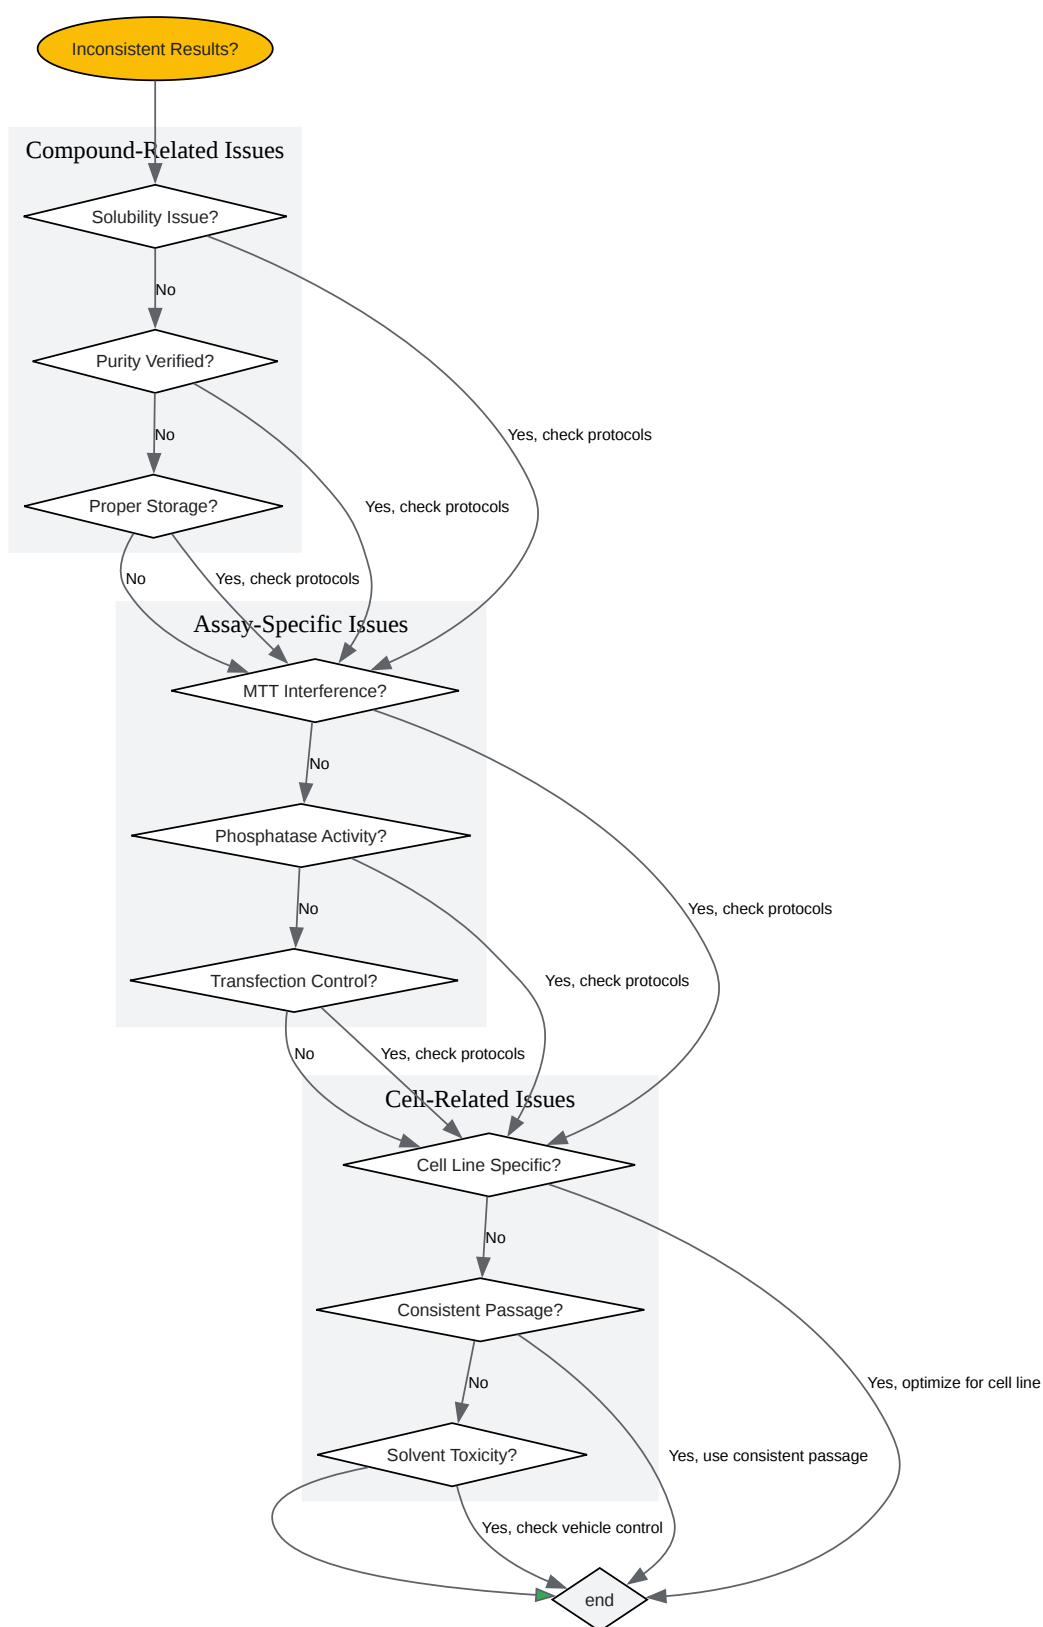 Inconsistent Results?
Compound-Related Issues
Solubility Issue?
No
Purity Verified?
No
Yes, check protocols
Proper Storage?
Yes, check protocols
No
Yes, check protocols
Assay-Specific Issues
MTT Interference?
No
Phosphatase Activity?
No
Yes, check protocols
Transfection Control?
Yes, check protocols
No
Yes, check protocols
Cell-Related Issues
Cell Line Specific?
No
Consistent Passage?
No
Yes, optimize for cell line
Solvent Toxicity?
Yes, use consistent passage
Yes, check vehicle control
end